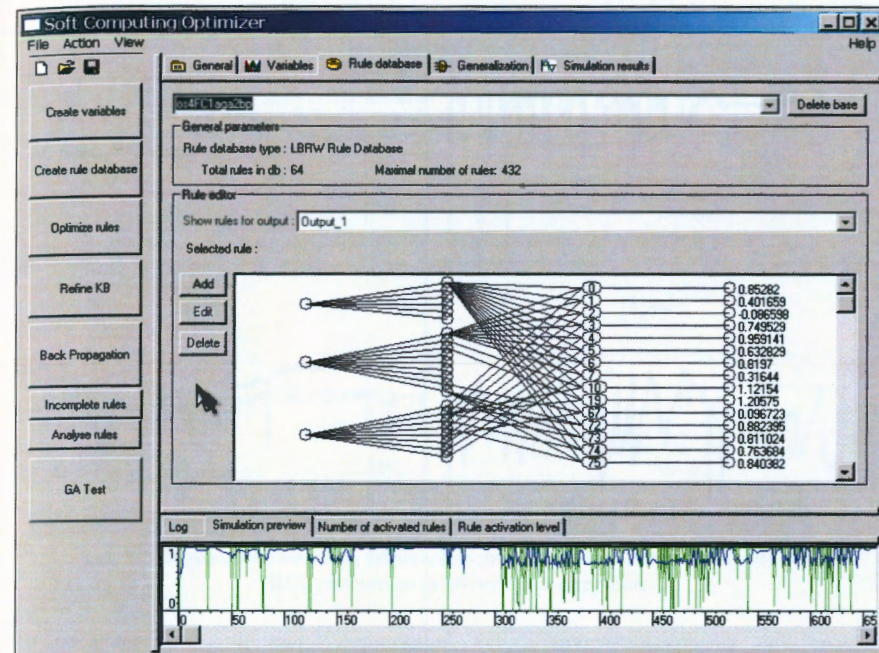 Soft Computing Optimizer
File Action View Help
General Variables Rule database Generalization Simulation results
Create variables
Create rule database
Optimize rules
Refine KB
Back Propagation
Incomplete rules
Analyse rules
GA Test
os4FC1aga2bp Delete base
General parameters
Rule database type : LBRW Rule Database
Total rules in db : 64 Maximal number of rules: 432
Rule editor
Show rules for output : Output_1
Selected rule :
Add
Edit
Delete
0 0.85282
1 0.401659
2 -0.086598
3 0.749529
4 0.959141
5 0.632829
6 0.8197
7 0.31644
10 1.12154
19 1.20575
67 0.096723
72 0.882395
73 0.811024
74 0.763684
75 0.840382
Log Simulation preview Number of activated rules Rule activation level
1
0
0 50 100 150 200 250 300 350 400 450 500 550 600 65